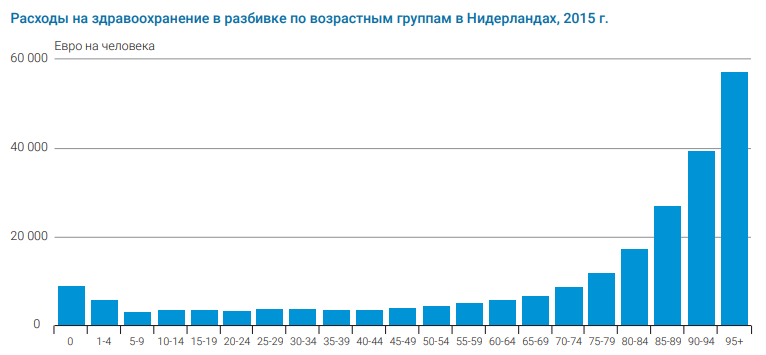 Расходы на здравоохранение в разбивке по возрастным группам в Нидерландах, 2015 г.
Евро на человека
60 000
40 000
20 000
0
0 1-4 5-9 10-14 15-19 20-24 25-29 30-34 35-39 40-44 45-49 50-54 55-59 60-64 65-69 70-74 75-79 80-84 85-89 90-94 95+